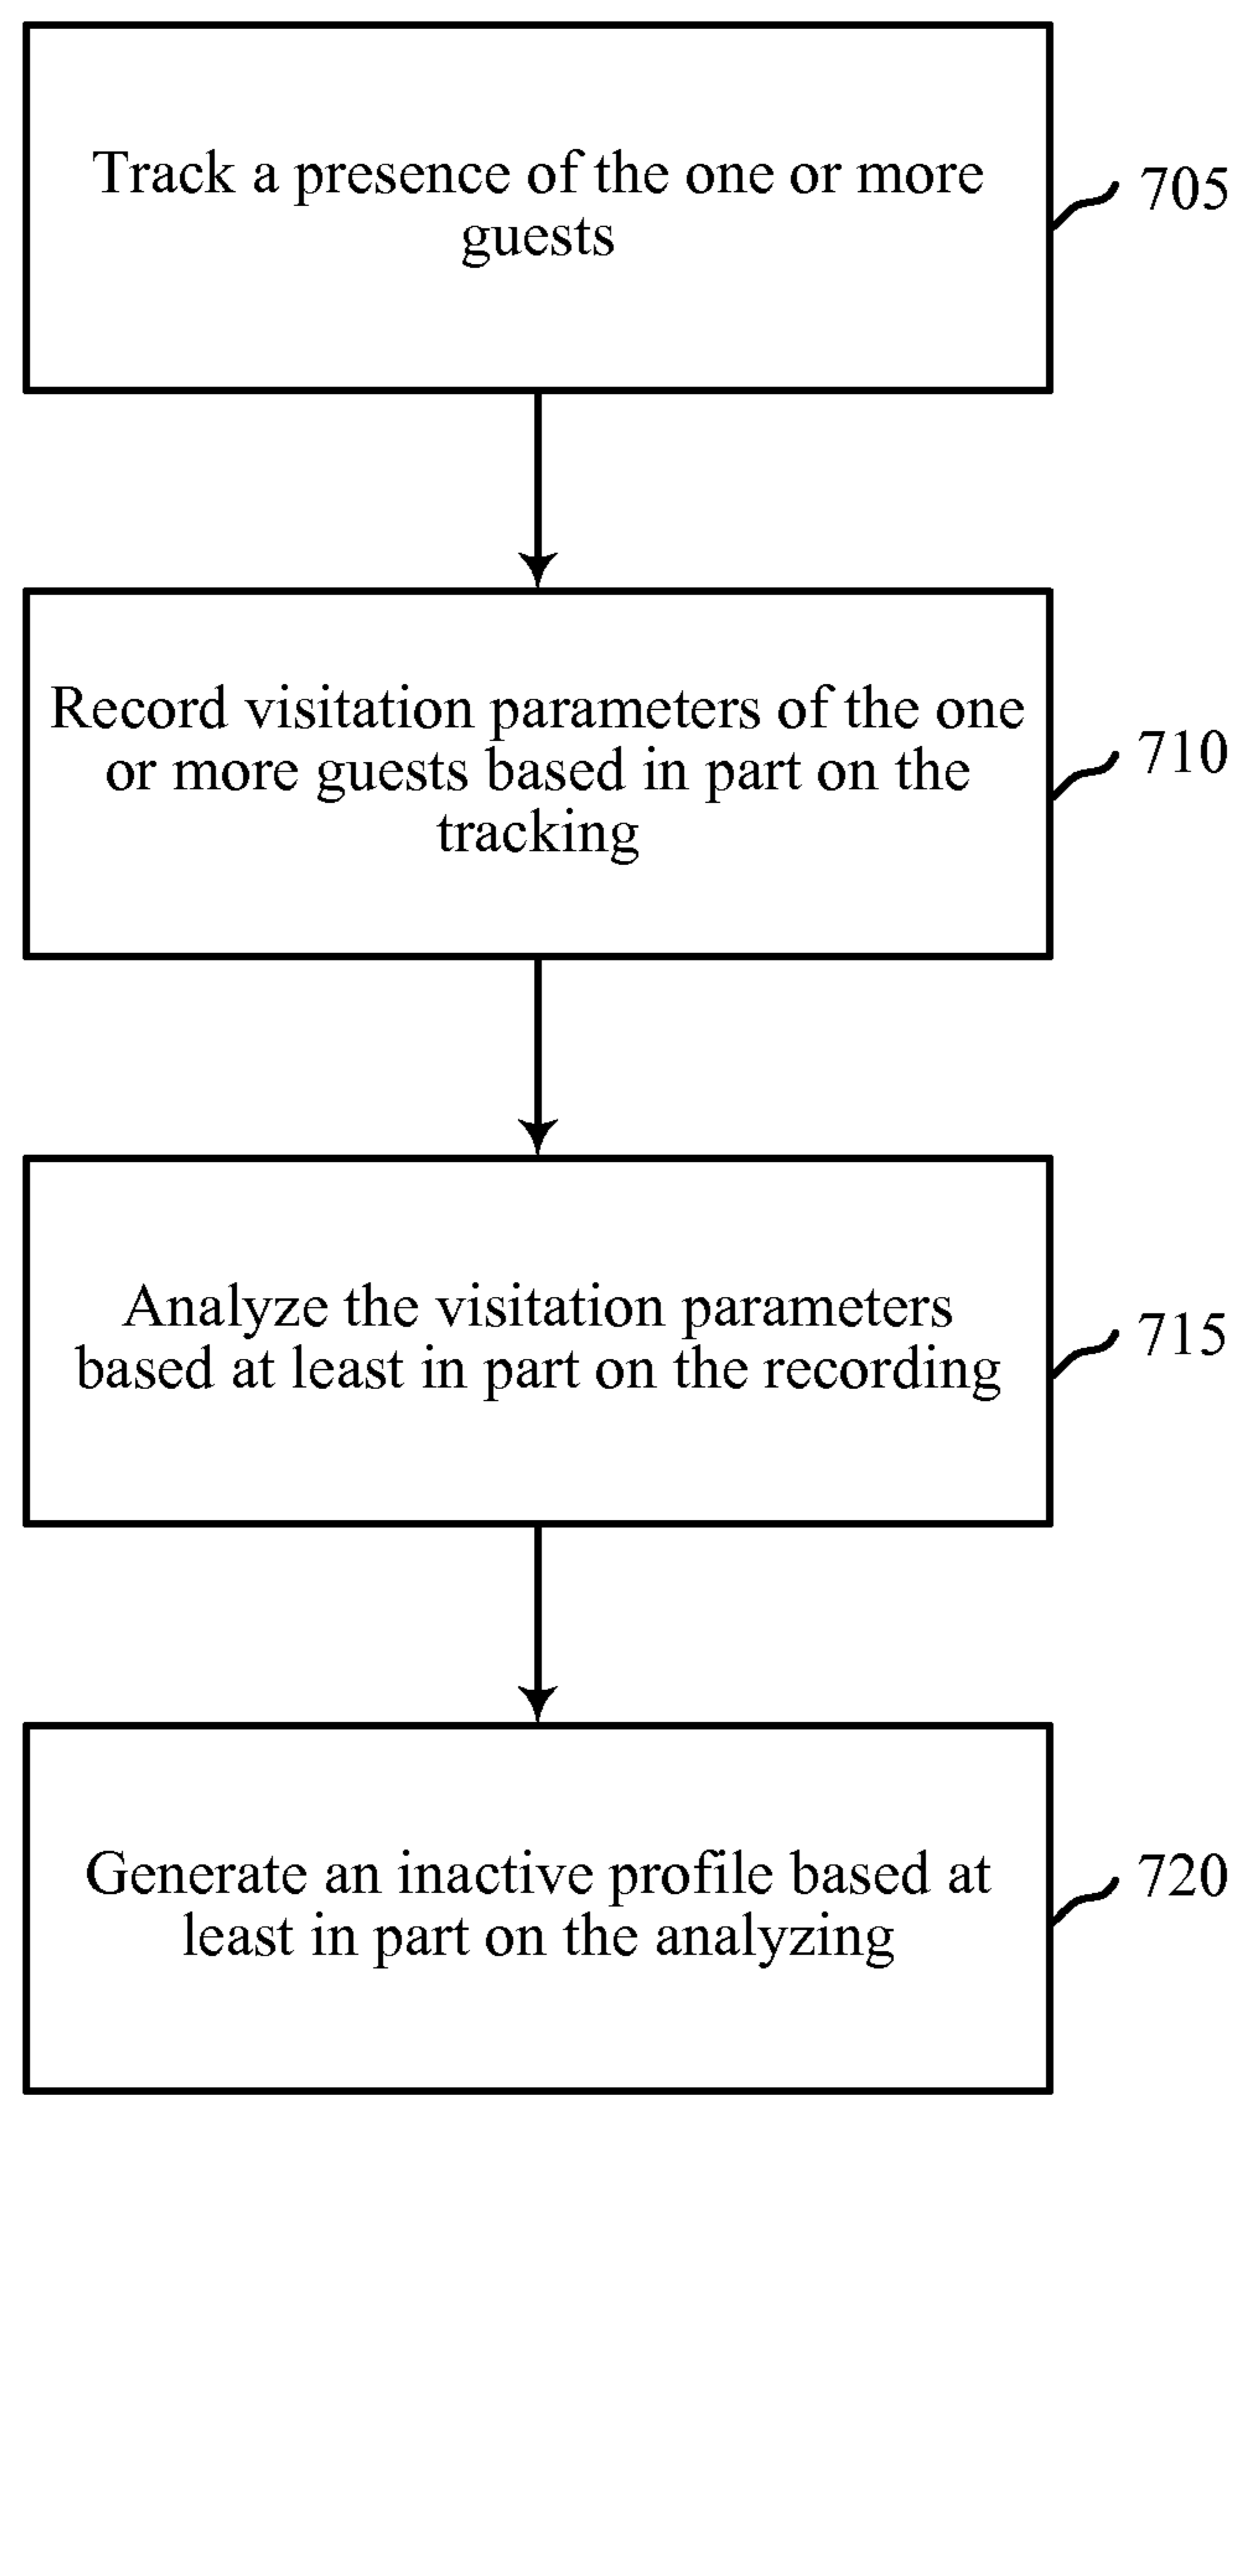 Track a presence of the one or more
guests
705
Record visitation parameters of the one
or more guests based in part on the
tracking
710
Analyze the visitation parameters
based at least in part on the recording
715
Generate an inactive profile based at
least in part on the analyzing
720